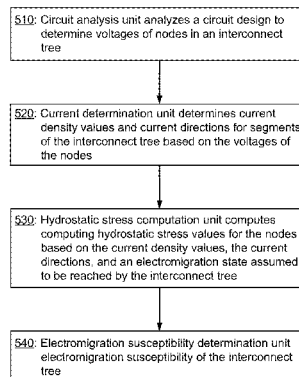 510: Circuit analysis unit analyzes a circuit design to
determine voltages of nodes in an interconnect
tree
520: Current determination unit determines current
density values and current directions for segments
of the interconnect tree based on the voltages of
the nodes
530: Hydrostatic stress computation unit computes
computing hydrostatic stress values for the nodes
based on the current density values, the current
directions, and an electromigration state assumed
to be reached by the interconnect tree
540: Electromigration susceptibility determination unit
electromigration susceptibility of the interconnect
tree